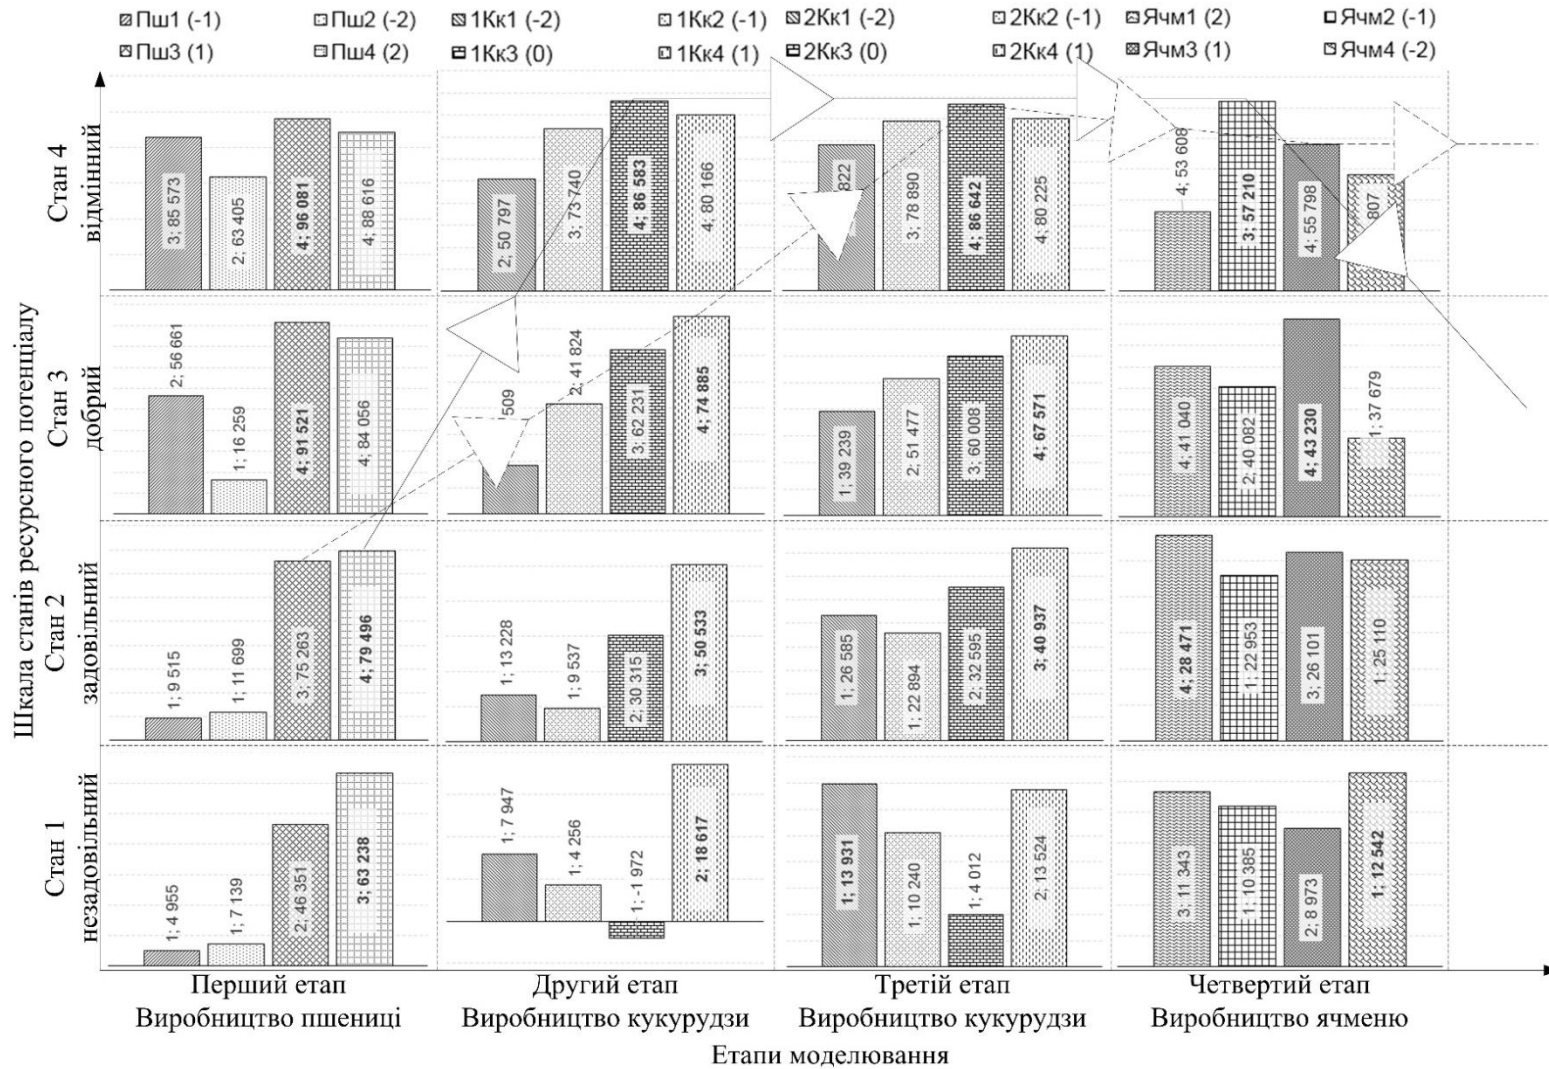 Пш1 (-1) Пш2 (-2) 1Кк1 (-2) 1Кк2 (-1) 2Кк1 (-2) 2Кк2 (-1) Ячм1 (2) Ячм2 (-1)
Пш3 (1) Пш4 (2) 1Кк3 (0) 1Кк4 (1) 2Кк3 (0) 2Кк4 (1) Ячм3 (1) Ячм4 (-2)
Шкала станів ресурсного потенціалу
Стан 4
відмінний
3; 85 573
2; 63 405
4; 96 081
4; 88 616
2; 50 797
3; 73 740
4; 86 583
4; 80 166
822
3; 78 890
4; 86 642
4; 80 225
4; 53 608
3; 57 210
4; 55 798
807
Стан 3
добрий
2; 56 661
1; 16 259
4; 91 521
4; 84 056
509
2; 41 824
3; 62 231
4; 74 885
1; 39 239
2; 51 477
3; 60 008
4; 67 571
4; 41 040
2; 40 082
4; 43 230
1; 37 679
Стан 2
задовільний
1; 9 515
1; 11 699
3; 75 263
4; 79 496
1; 13 228
1; 9 537
2; 30 315
3; 50 533
1; 26 585
1; 22 894
2; 32 595
3; 40 937
4; 28 471
1; 22 953
3; 26 101
1; 25 110
Стан 1
незадовільний
1; 4 955
1; 7 139
2; 46 351
3; 63 238
1; 7 947
1; 4 256
1; -1 972
2; 18 617
1; 13 931
1; 10 240
1; 4 012
2; 13 524
3; 11 343
1; 10 385
2; 8 973
1; 12 542
Перший етап
Виробництво пшениці
Другий етап
Виробництво кукурудзи
Третій етап
Виробництво кукурудзи
Четвертий етап
Виробництво ячменю
Етапи моделювання